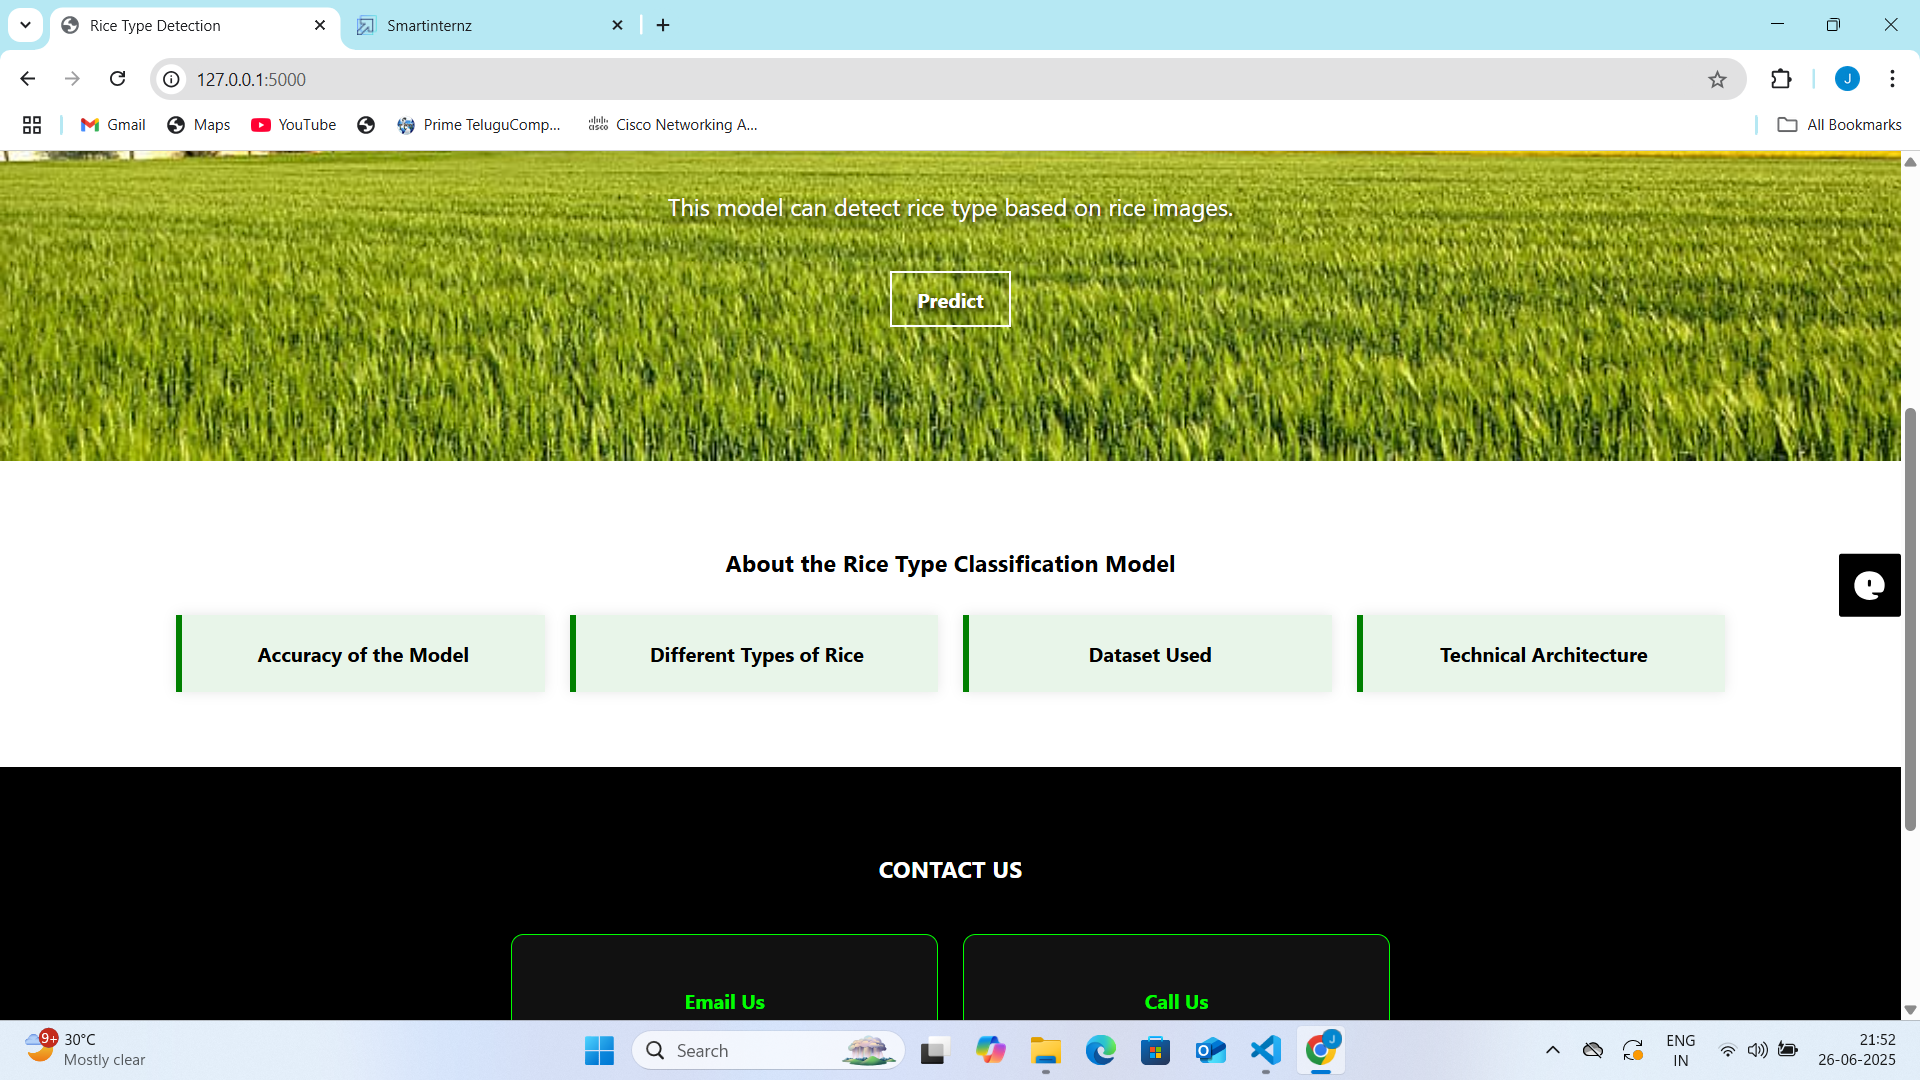 Rice Type Detection
Smartinternz
127.0.0.1:5000
J
Gmail
Maps
YouTube
Prime TeluguComp...
Cisco Networking A...
All Bookmarks
This model can detect rice type based on rice images.
Predict
About the Rice Type Classification Model
Accuracy of the Model
Different Types of Rice
Dataset Used
Technical Architecture
CONTACT US
Email Us
Call Us
9+
30°C
Mostly clear
Search
J
ENG
IN
21:52
26-06-2025